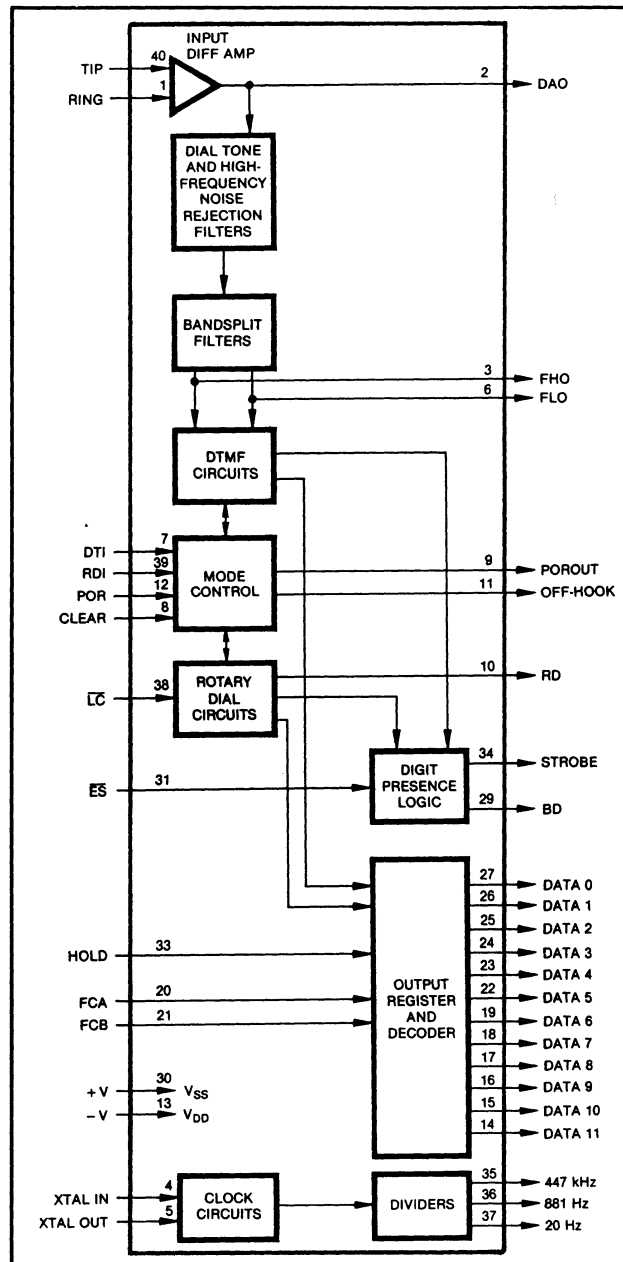 INPUT
DIFF AMP
TIP 40
RING 1
2 DAO
DIAL TONE
AND HIGH-
FREQUENCY
NOISE
REJECTION
FILTERS
BANDSPLIT
FILTERS
3 FHO
6 FLO
DTMF
CIRCUITS
DTI 7
RDI 39
POR 12
CLEAR 8
MODE
CONTROL
9 POROUT
11 OFF-HOOK
L̅C̅ 38
ROTARY
DIAL
CIRCUITS
10 RD
E̅S̅ 31
DIGIT
PRESENCE
LOGIC
34 STROBE
29 BD
HOLD 33
FCA 20
FCB 21
OUTPUT
REGISTER
AND
DECODER
27 DATA 0
26 DATA 1
25 DATA 2
24 DATA 3
23 DATA 4
22 DATA 5
19 DATA 6
18 DATA 7
17 DATA 8
16 DATA 9
15 DATA 10
14 DATA 11
+V 30 VSS
−V 13 VDD
XTAL IN 4
XTAL OUT 5
CLOCK
CIRCUITS
DIVIDERS
35 447 kHz
36 881 Hz
37 20 Hz